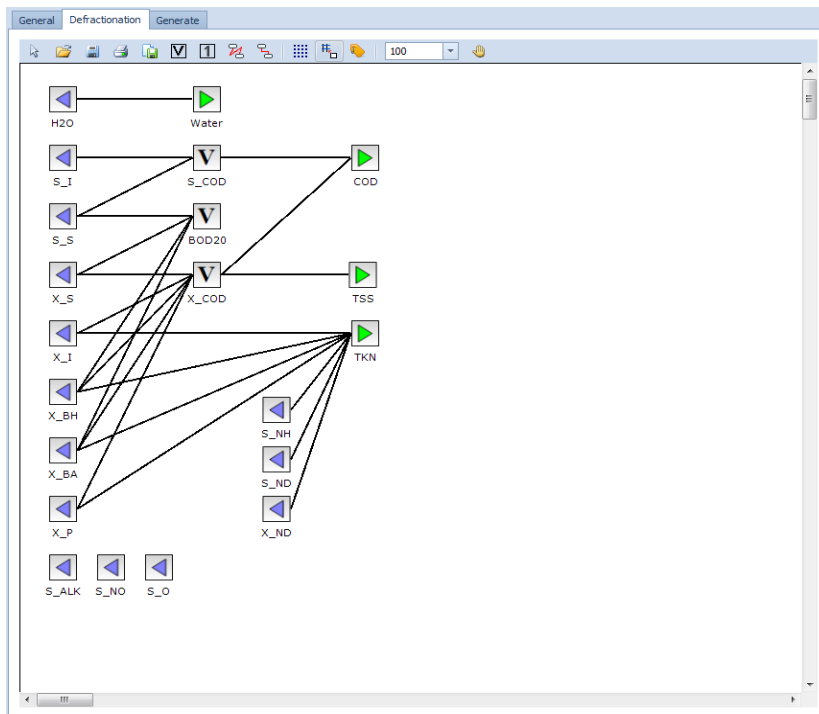 General Defractionation Generate
V 1 100
H2O Water
V
S_I S_COD COD
V
S_S BOD20
V
X_S X_COD TSS
X_I TKN
X_BH
S_NH
X_BA
S_ND
X_P X_ND
S_ALK S_NO S_O